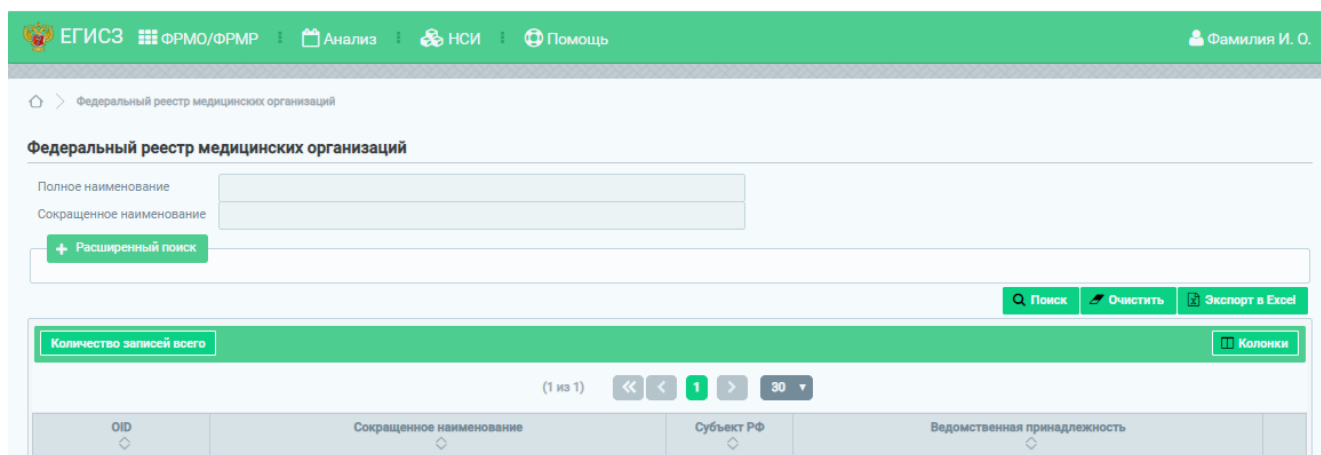 ЕГИСЗ ФРМО/ФРМР Анализ НСИ Помощь Фамилия И. О.
Федеральный реестр медицинских организаций
Федеральный реестр медицинских организаций
Полное наименование
Сокращенное наименование
+ Расширенный поиск
Поиск Очистить Экспорт в Excel
Количество записей всего Колонки
(1 из 1) 1 30
OID Сокращенное наименование Субъект РФ Ведомственная принадлежность